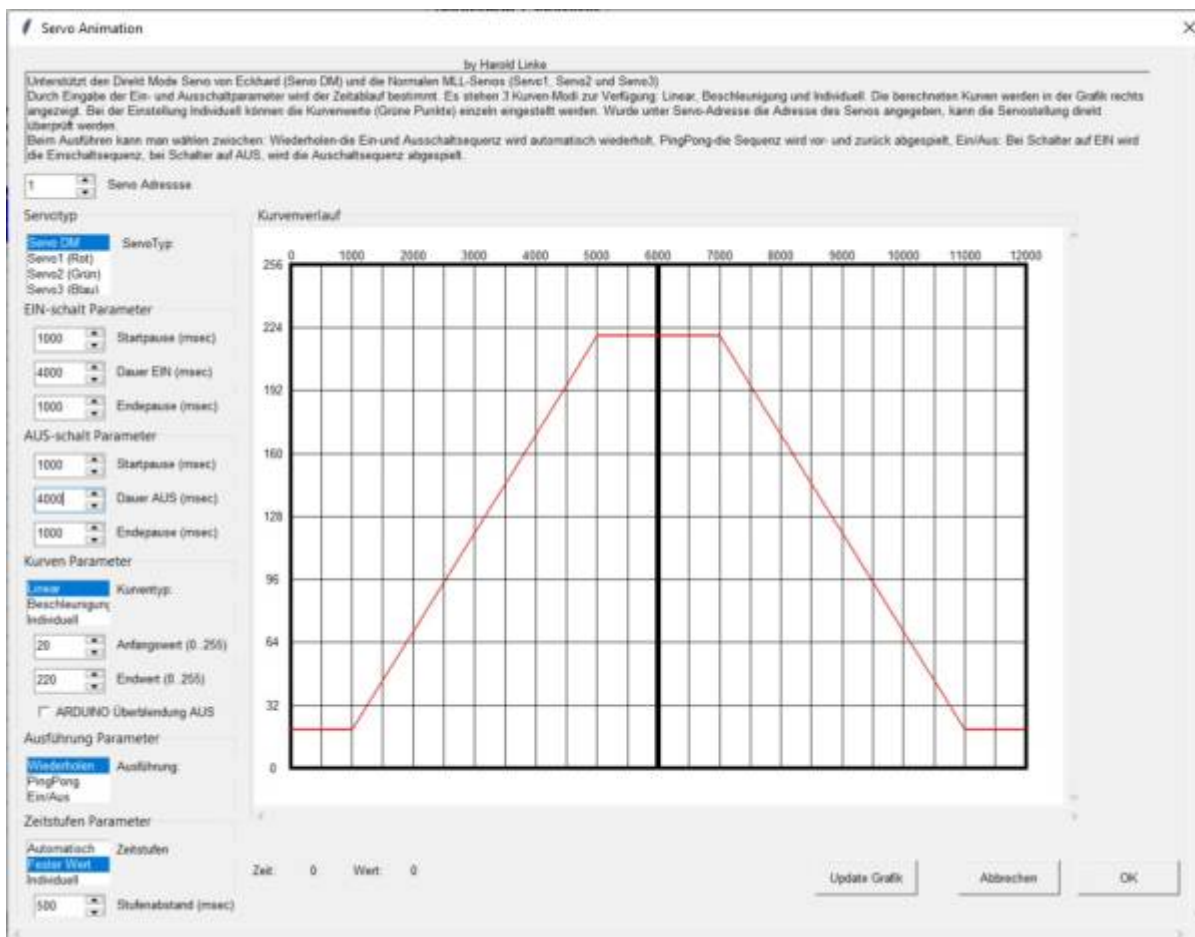 Servo Animation
by Harold Linke
Unterstützt den Direkt Mode Servo von Eckhard (Servo DM) und die Normalen MLL-Servos (Servo1, Servo2 und Servo3)
Durch Eingabe der Ein- und Ausschaltparameter wird der Zeitablauf bestimmt. Es stehen 3 Kurven-Modi zur Verfügung: Linear, Beschleunigung und Individuell. Die berechneten Kurven werden in der Grafik rechts
angezeigt. Bei der Einstellung Individuell können die Kurvenwerte (Grüne Punkte) einzeln eingestellt werden. Wurde unter Servo-Adresse die Adresse des Servos angegeben, kann die Servostellung direkt
überprüft werden.
Beim Ausführen kann man wählen zwischen: Wiederholen-die Ein-und Ausschaltsequenz wird automatisch wiederholt, PingPong-die Sequenz wird vor- und zurück abgespielt, Ein/Aus: Bei Schalter auf EIN wird
die Einschaltsequenz, bei Schalter auf AUS, wird die Auschaltsequenz abgespielt.
1 Servo Adressse
Servotyp
Servo DM ServoTyp:
Servo1 (Rot)
Servo2 (Grün)
Servo3 (Blau)
EIN-schalt Parameter
1000 Startpause (msec)
4000 Dauer EIN (msec)
1000 Endepause (msec)
AUS-schalt Parameter
1000 Startpause (msec)
4000 Dauer AUS (msec)
1000 Endepause (msec)
Kurven Parameter
Linear Kurventyp:
Beschleunigung
Individuell
20 Anfangswert (0..255)
220 Endwert (0..255)
ARDUINO Überblendung AUS
Ausführung Parameter
Wiederholen Ausführung:
PingPong
Ein/Aus
Zeitstufen Parameter
Automatisch Zeitstufen
Fester Wert
Individuell
500 Stufenabstand (msec)
Kurvenverlauf
0 1000 2000 3000 4000 5000 6000 7000 8000 9000 10000 11000 12000
256
224
192
160
128
96
64
32
0
Zeit: 0 Wert: 0
Update Grafik Abbrechen OK